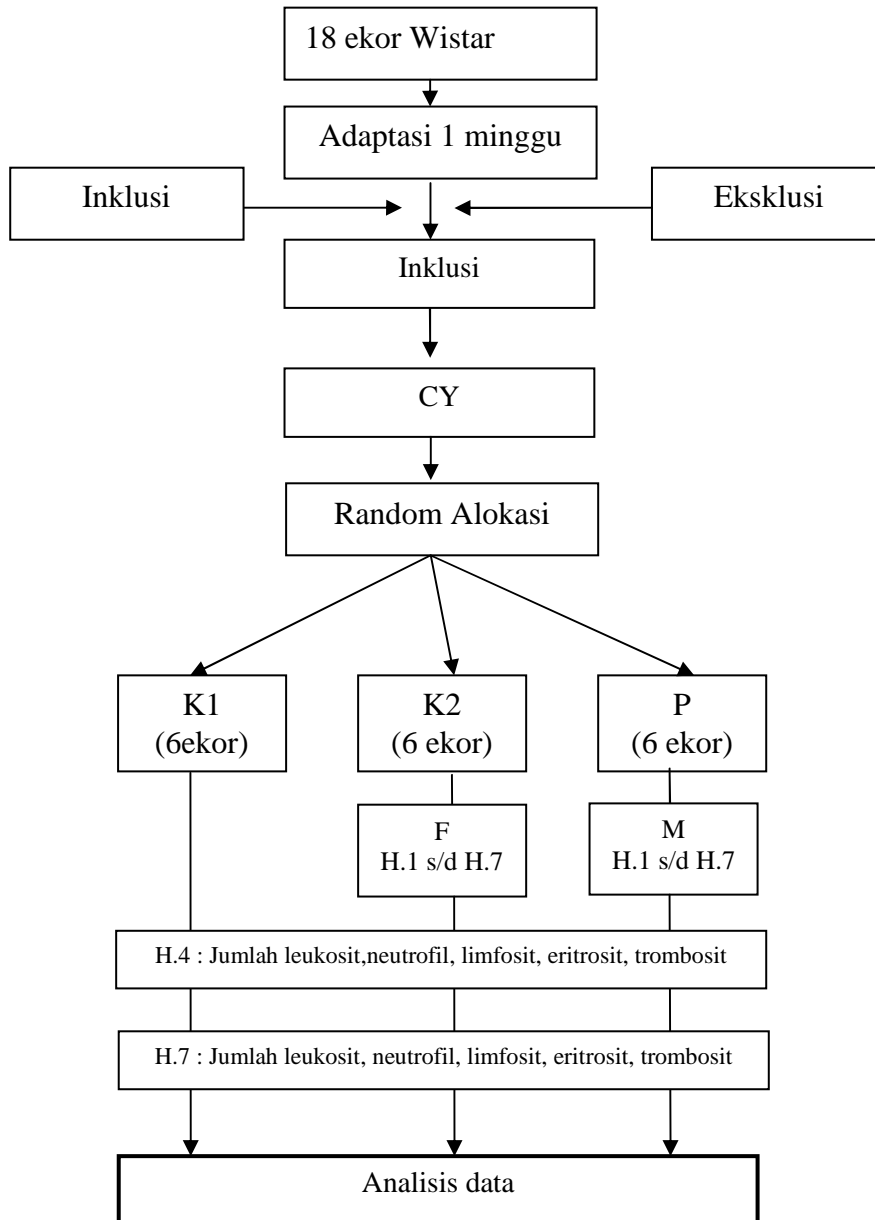 18 ekor Wistar
Adaptasi 1 minggu
Inklusi
Eksklusi
Inklusi
CY
Random Alokasi
K1
(6ekor)
K2
(6 ekor)
P
(6 ekor)
F
H.1 s/d H.7
M
H.1 s/d H.7
H.4 : Jumlah leukosit,neutrofil, limfosit, eritrosit, trombosit
H.7 : Jumlah leukosit, neutrofil, limfosit, eritrosit, trombosit
Analisis data